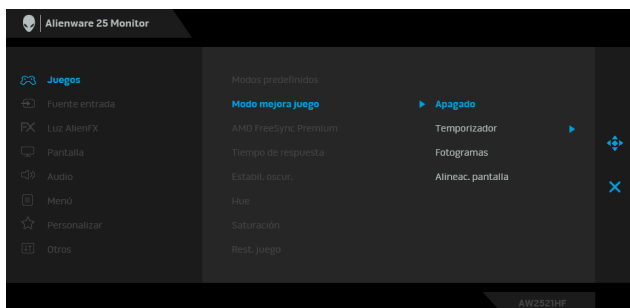 Alienware 25 Monitor
Juegos
Modos predefinidos
Fuente entrada
Modo mejora juego
Apagado
Luz AlienFX
AMD FreeSync Premium
Temporizador
Pantalla
Tiempo de respuesta
Fotogramas
Audio
Estabil. oscur.
Alineac. pantalla
Menú
Hue
Personalizar
Saturación
Otros
Rest. juego
AW2521HF